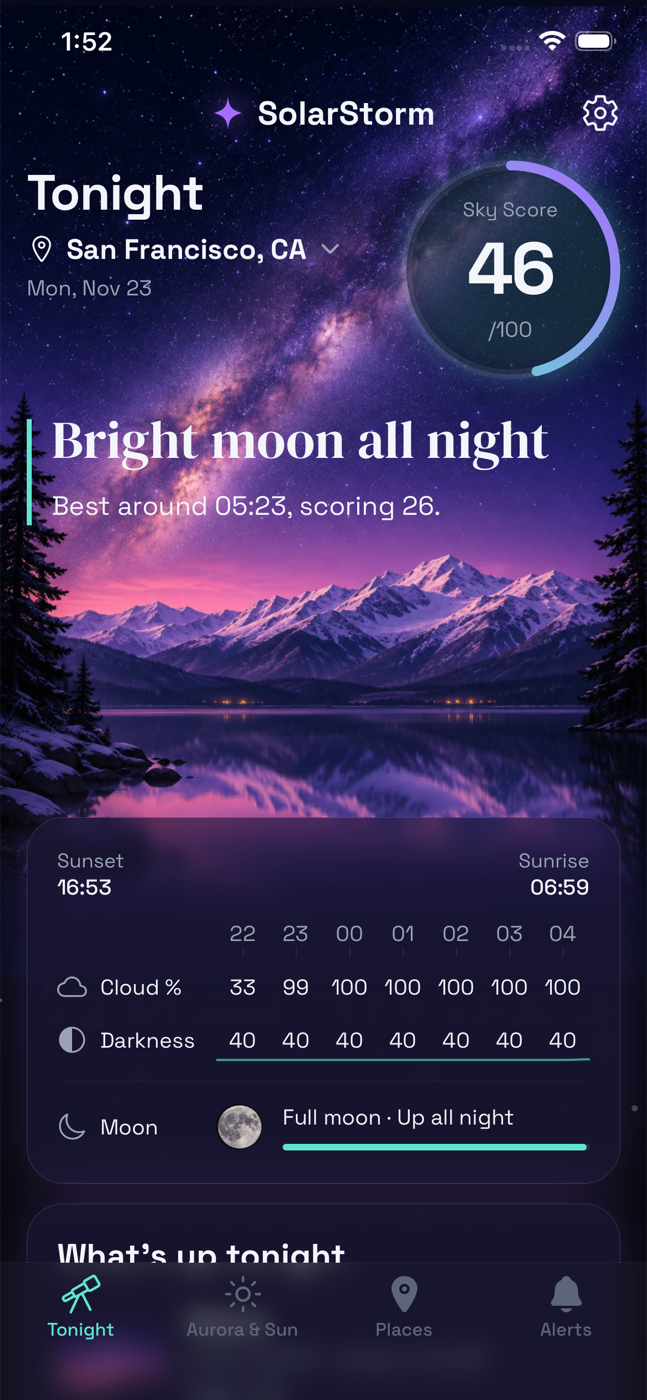 1:52
SolarStorm
Tonight
San Francisco, CA
Mon, Nov 23
Sky Score
46
/100
Bright moon all night
Best around 05:23, scoring 26.
Sunset Sunrise
16:53 06:59
22 23 00 01 02 03 04
Cloud % 33 99 100 100 100 100 100
Darkness 40 40 40 40 40 40 40
Moon Full moon · Up all night
What's up tonight
Tonight Aurora & Sun Places Alerts